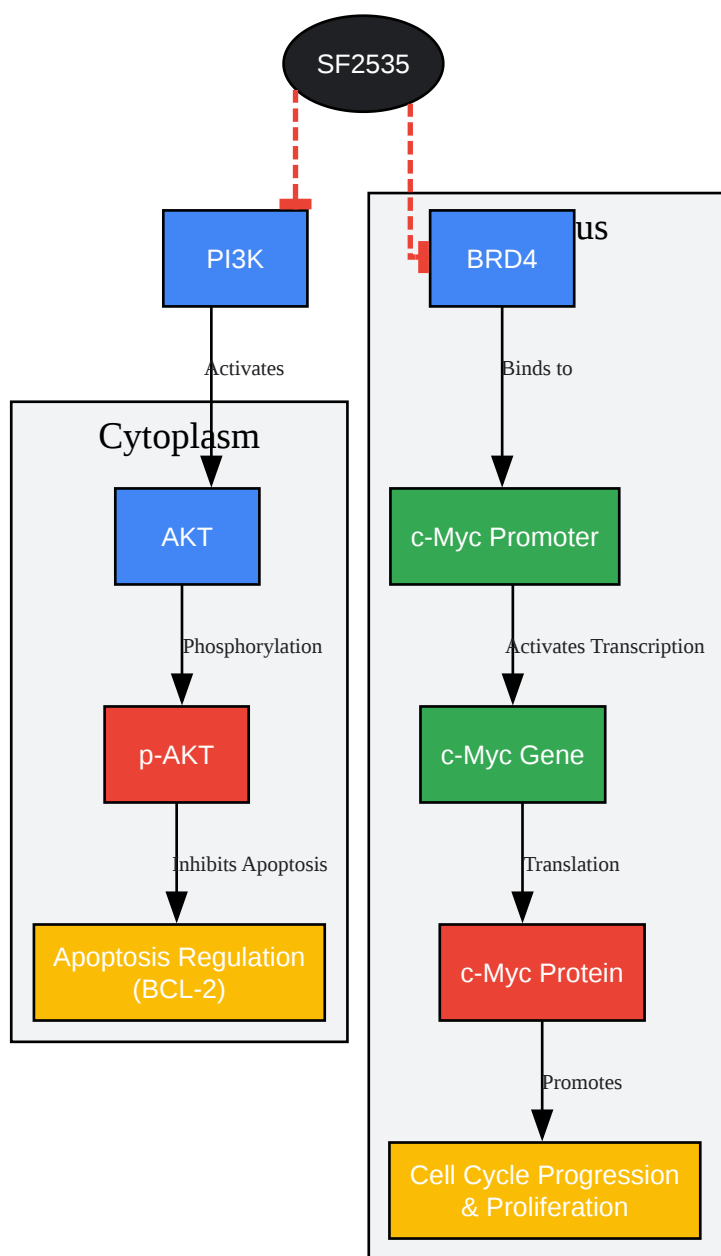 SF2535
PI3K
BRD4
us
Activates
Binds to
Cytoplasm
AKT
c-Myc Promoter
Phosphorylation
Activates Transcription
p-AKT
c-Myc Gene
Inhibits Apoptosis
Translation
Apoptosis Regulation
(BCL-2)
c-Myc Protein
Promotes
Cell Cycle Progression
& Proliferation